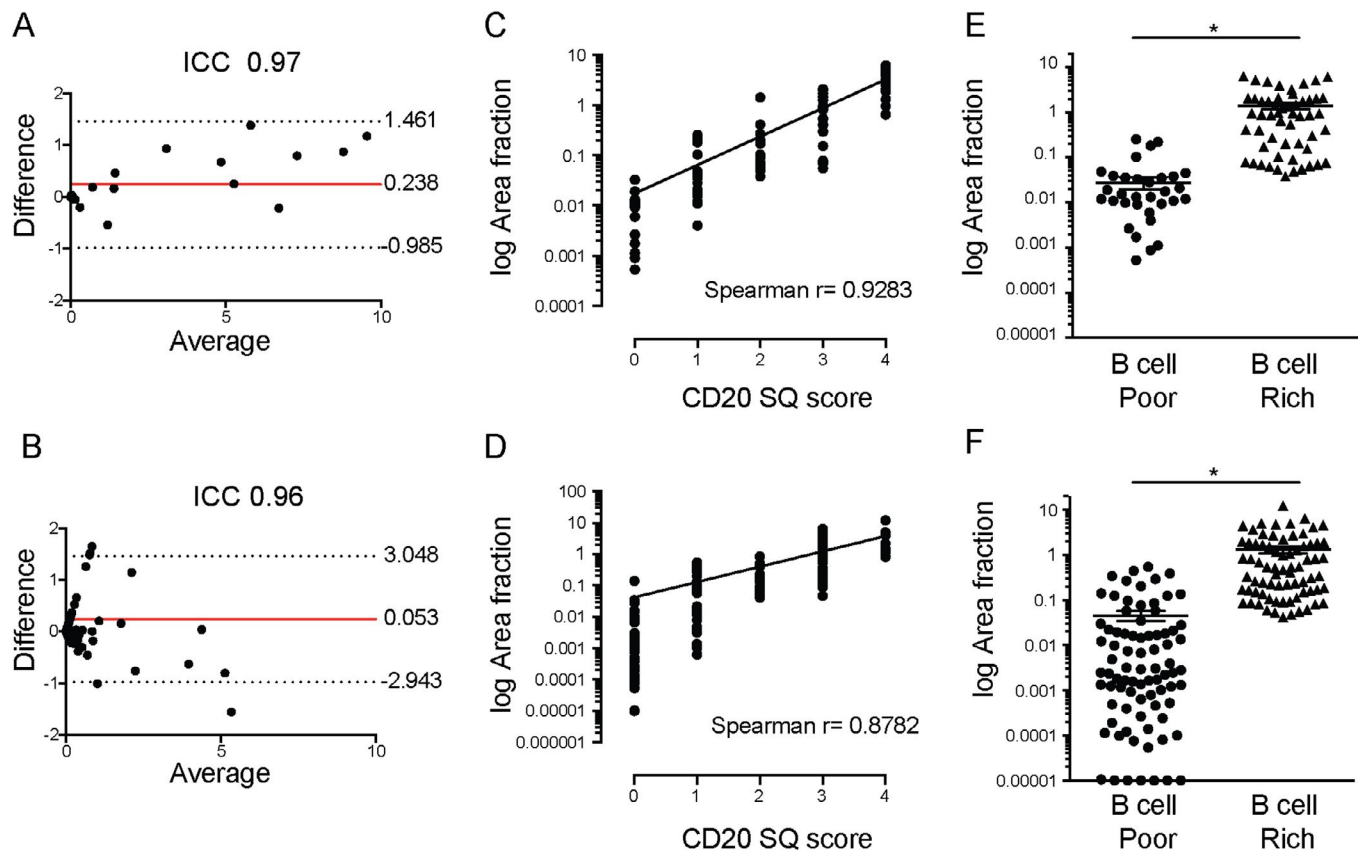 A
ICC 0.97
Difference
2
1
0
-1
-2
1.461
0.238
-0.985
0
5
10
Average
B
ICC 0.96
Difference
2
1
0
-1
-2
3.048
0.053
-2.943
0
5
10
Average
C
log Area fraction
10
1
0.1
0.01
0.001
0.0001
Spearman r= 0.9283
0
1
2
3
4
CD20 SQ score
D
log Area fraction
100
10
1
0.1
0.01
0.001
0.0001
0.00001
0.000001
Spearman r= 0.8782
0
1
2
3
4
CD20 SQ score
E
*
log Area fraction
10
1
0.1
0.01
0.001
0.0001
0.00001
B cell
Poor
B cell
Rich
F
*
log Area fraction
10
1
0.1
0.01
0.001
0.0001
0.00001
B cell
Poor
B cell
Rich